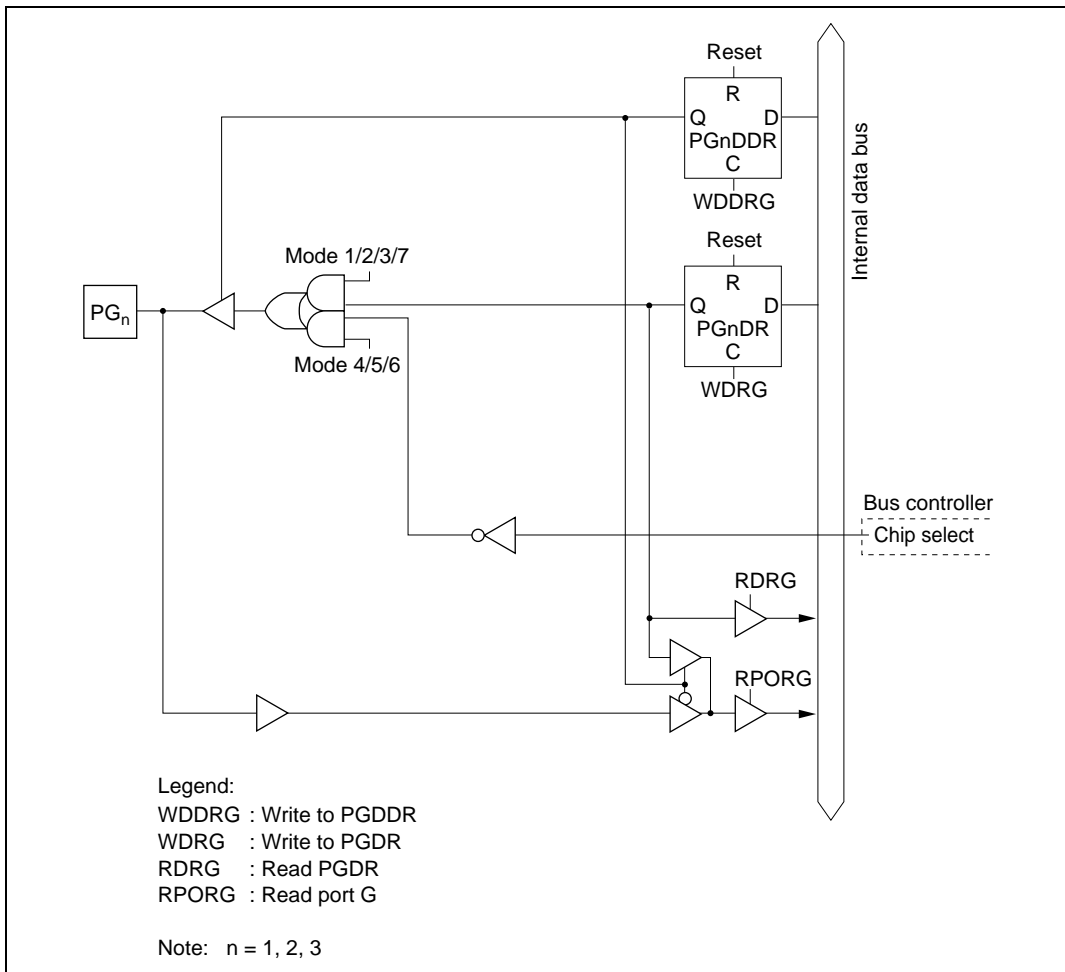 Reset
R
Q D
PGnDDR
C
WDDRG
Internal data bus
Reset
Mode 1/2/3/7
R
Q D
PGnDR
C
WDRG
PGn
Mode 4/5/6
Bus controller
Chip select
RDRG
RPORG
Legend:
WDDRG : Write to PGDDR
WDRG : Write to PGDR
RDRG : Read PGDR
RPORG : Read port G
Note: n = 1, 2, 3